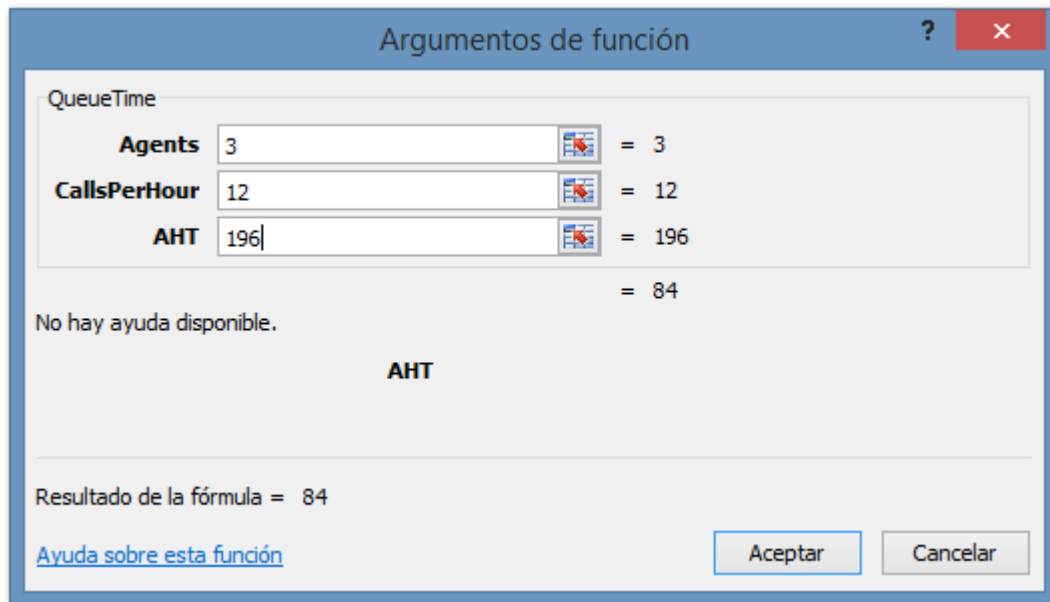 Argumentos de función
?
QueueTime
Agents 3 = 3
CallsPerHour 12 = 12
AHT 196 = 196
= 84
No hay ayuda disponible.
AHT
Resultado de la fórmula = 84
Ayuda sobre esta función Aceptar Cancelar